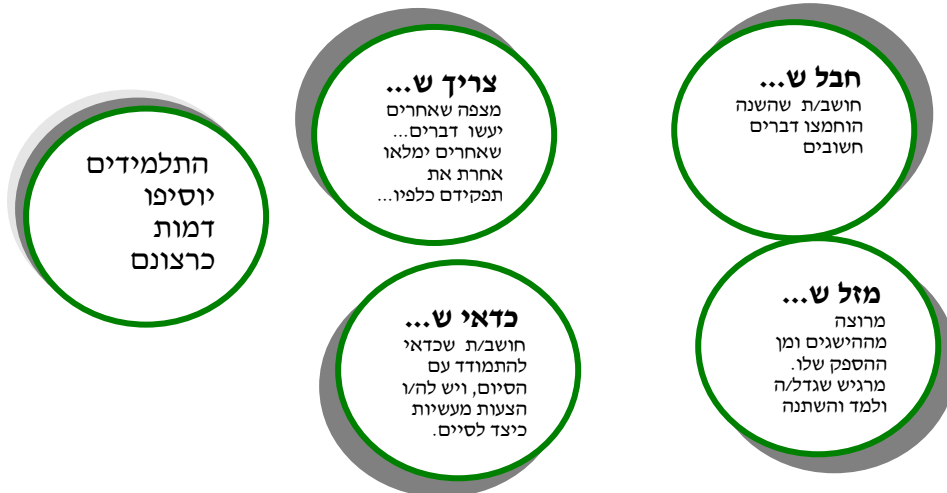 חבל ש...
חושב/ת שהשנה
הוחמצו דברים
חשובים
מזל ש...
מרוצה
מההישגים ומן
ההספק שלו.
מרגיש שגדל/ה
ולמד והשתנה
צריך ש...
מצפה שאחרים
יעשו דברים...
שאחרים ימלאו
אחרת את
תפקידם כלפיו...
כדאי ש...
חושב/ת שכדאי
להתמודד עם
הסיום, ויש לה/ו
הצעות מעשיות
כיצד לסיים.
התלמידים
יוסיפו
דמות
כרצונם